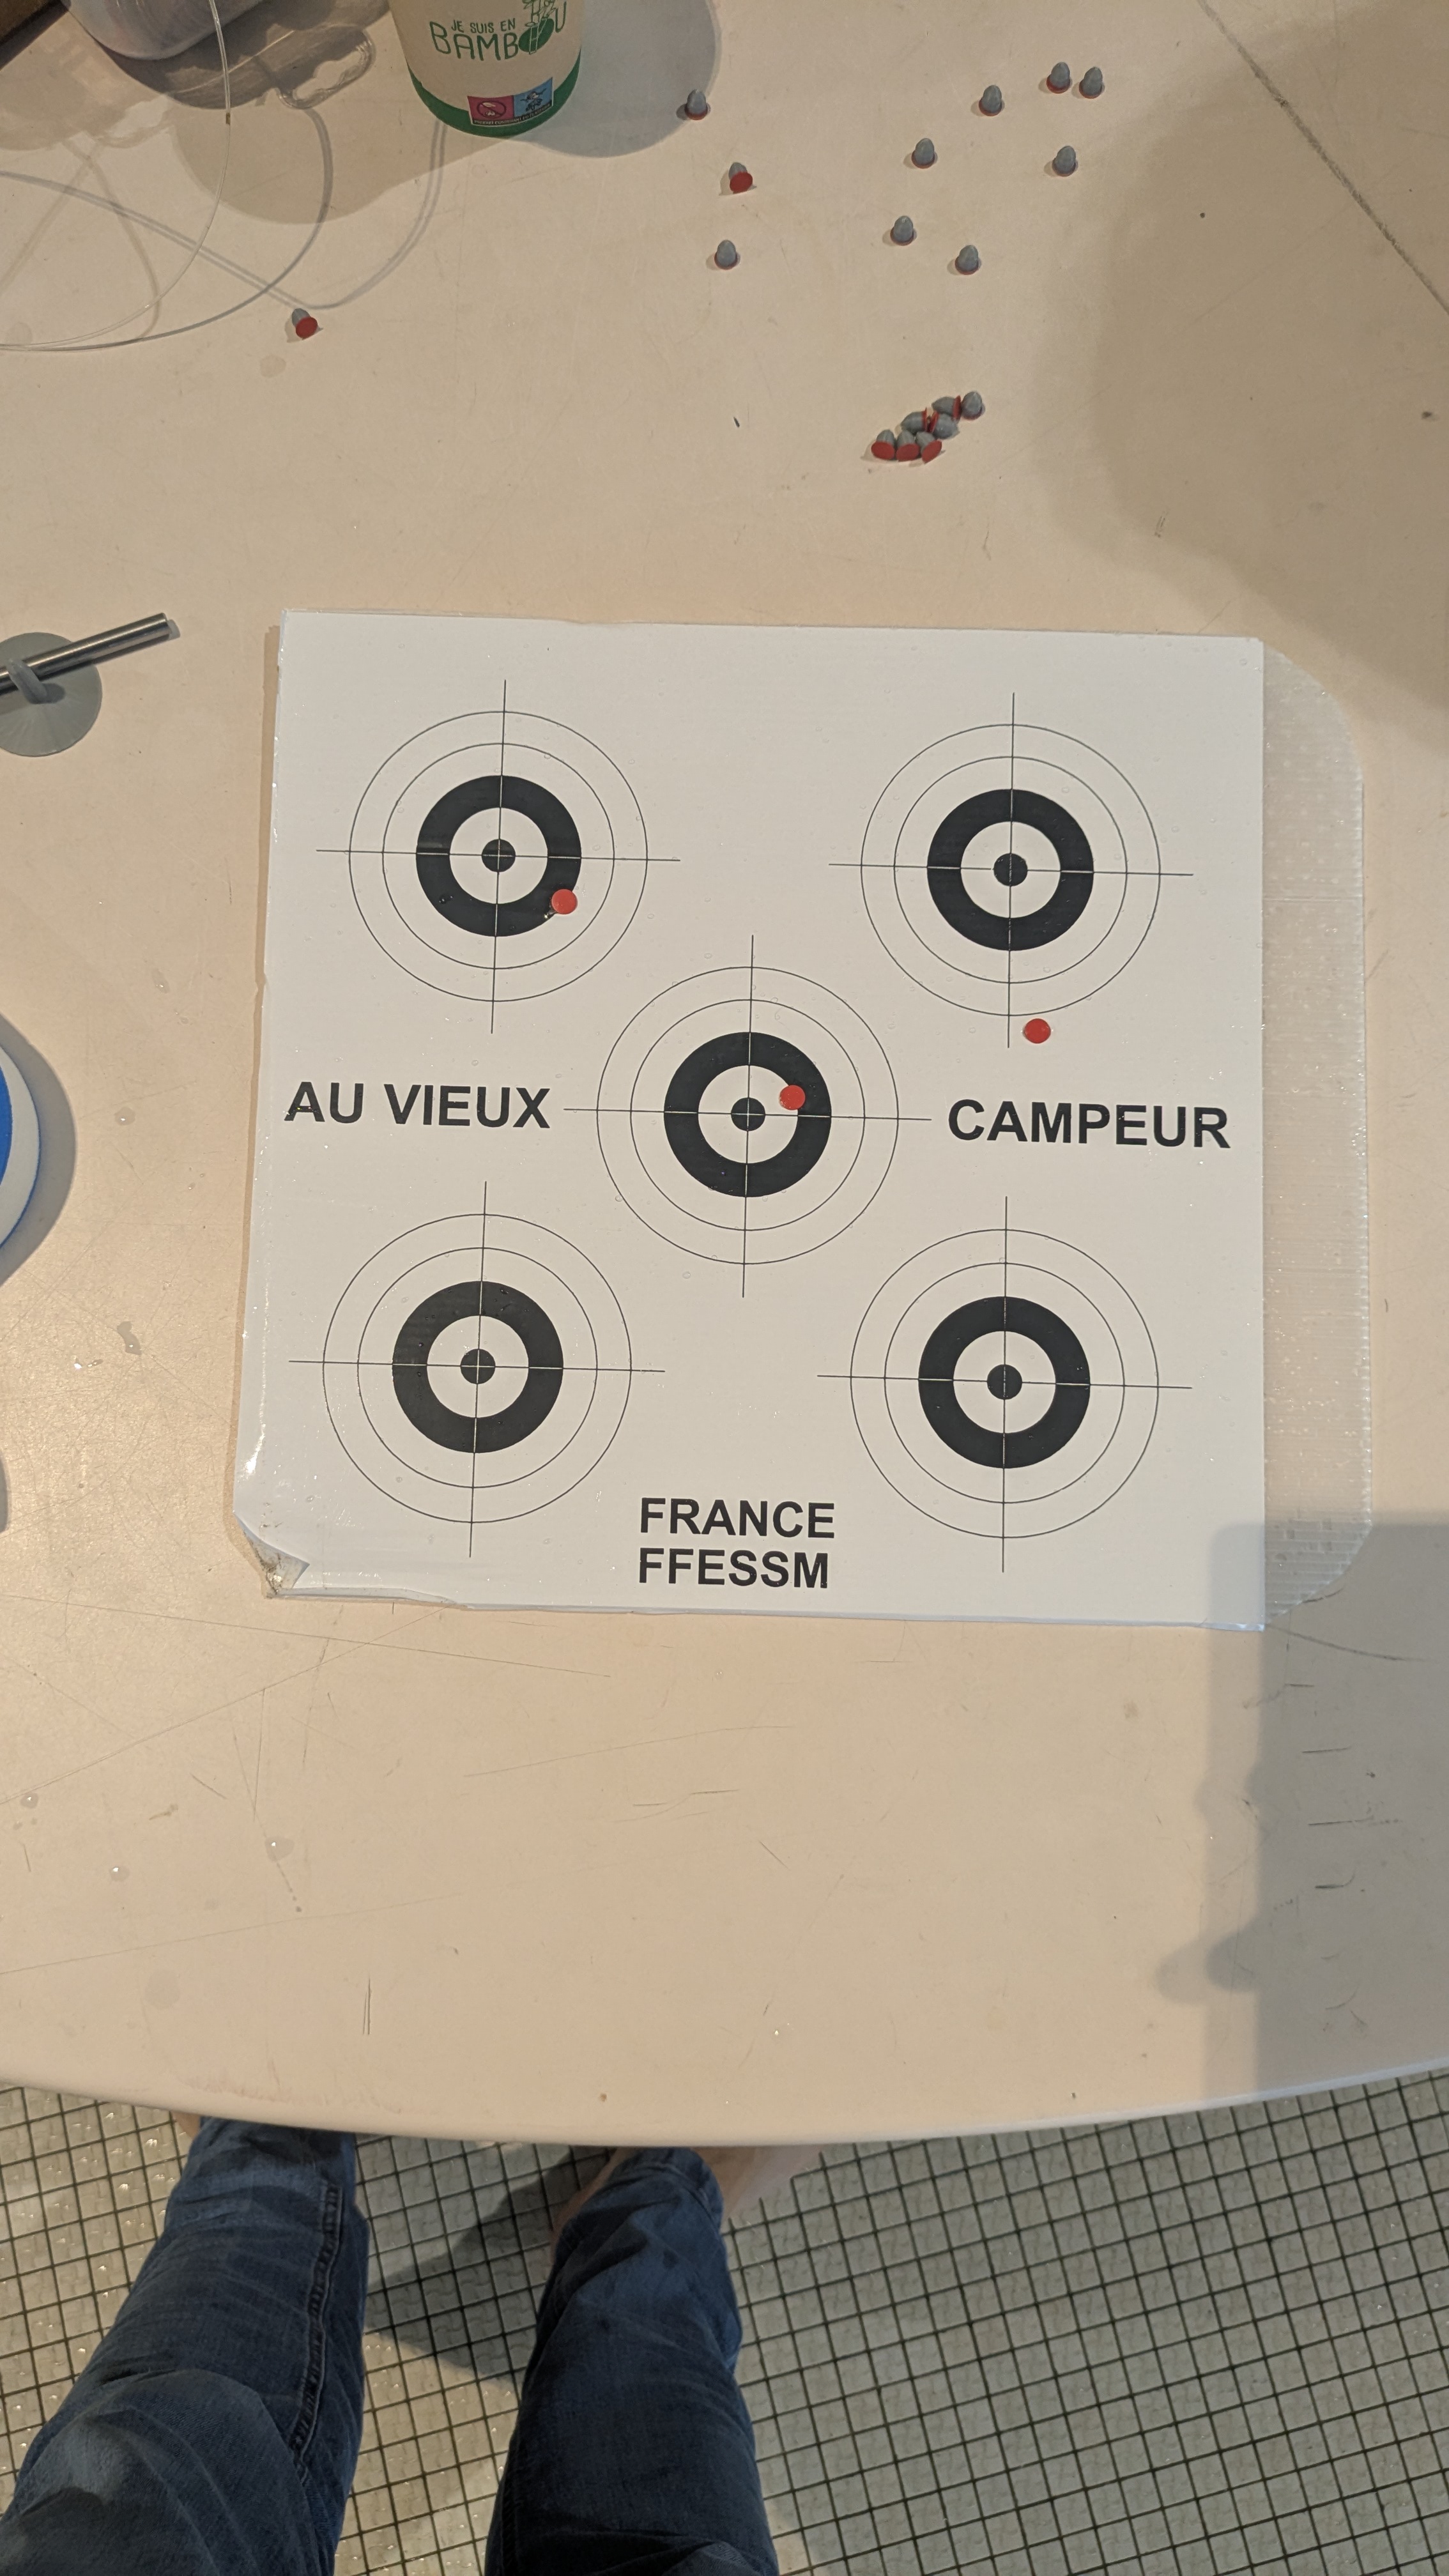 JE SUIS EN
BAMBOU
AU VIEUX
CAMPEUR
FRANCE
FFESSM